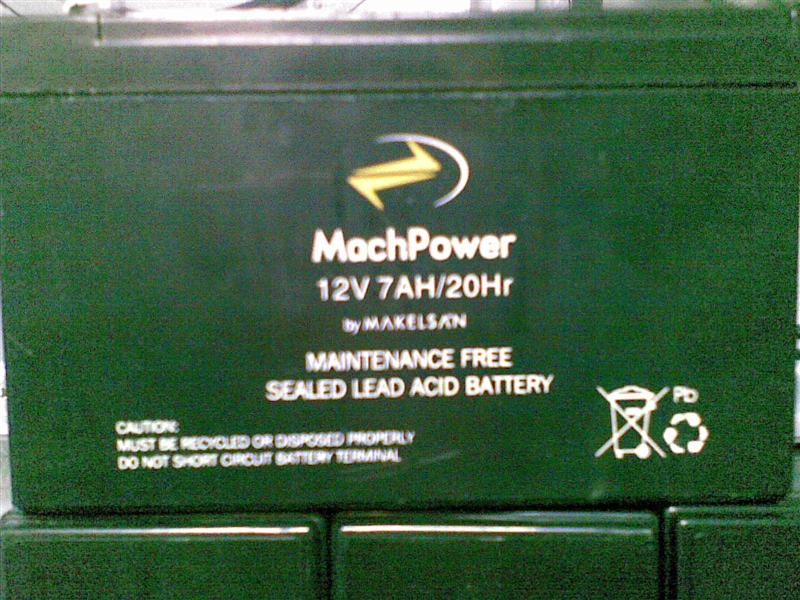 MachPower
12V 7AH/20Hr
by MAKELSAN
MAINTENANCE FREE
SEALED LEAD ACID BATTERY
Pb
CAUTION:
MUST BE RECYCLED OR DISPOSED PROPERLY
DO NOT SHORT CIRCUIT BATTERY TERMINAL